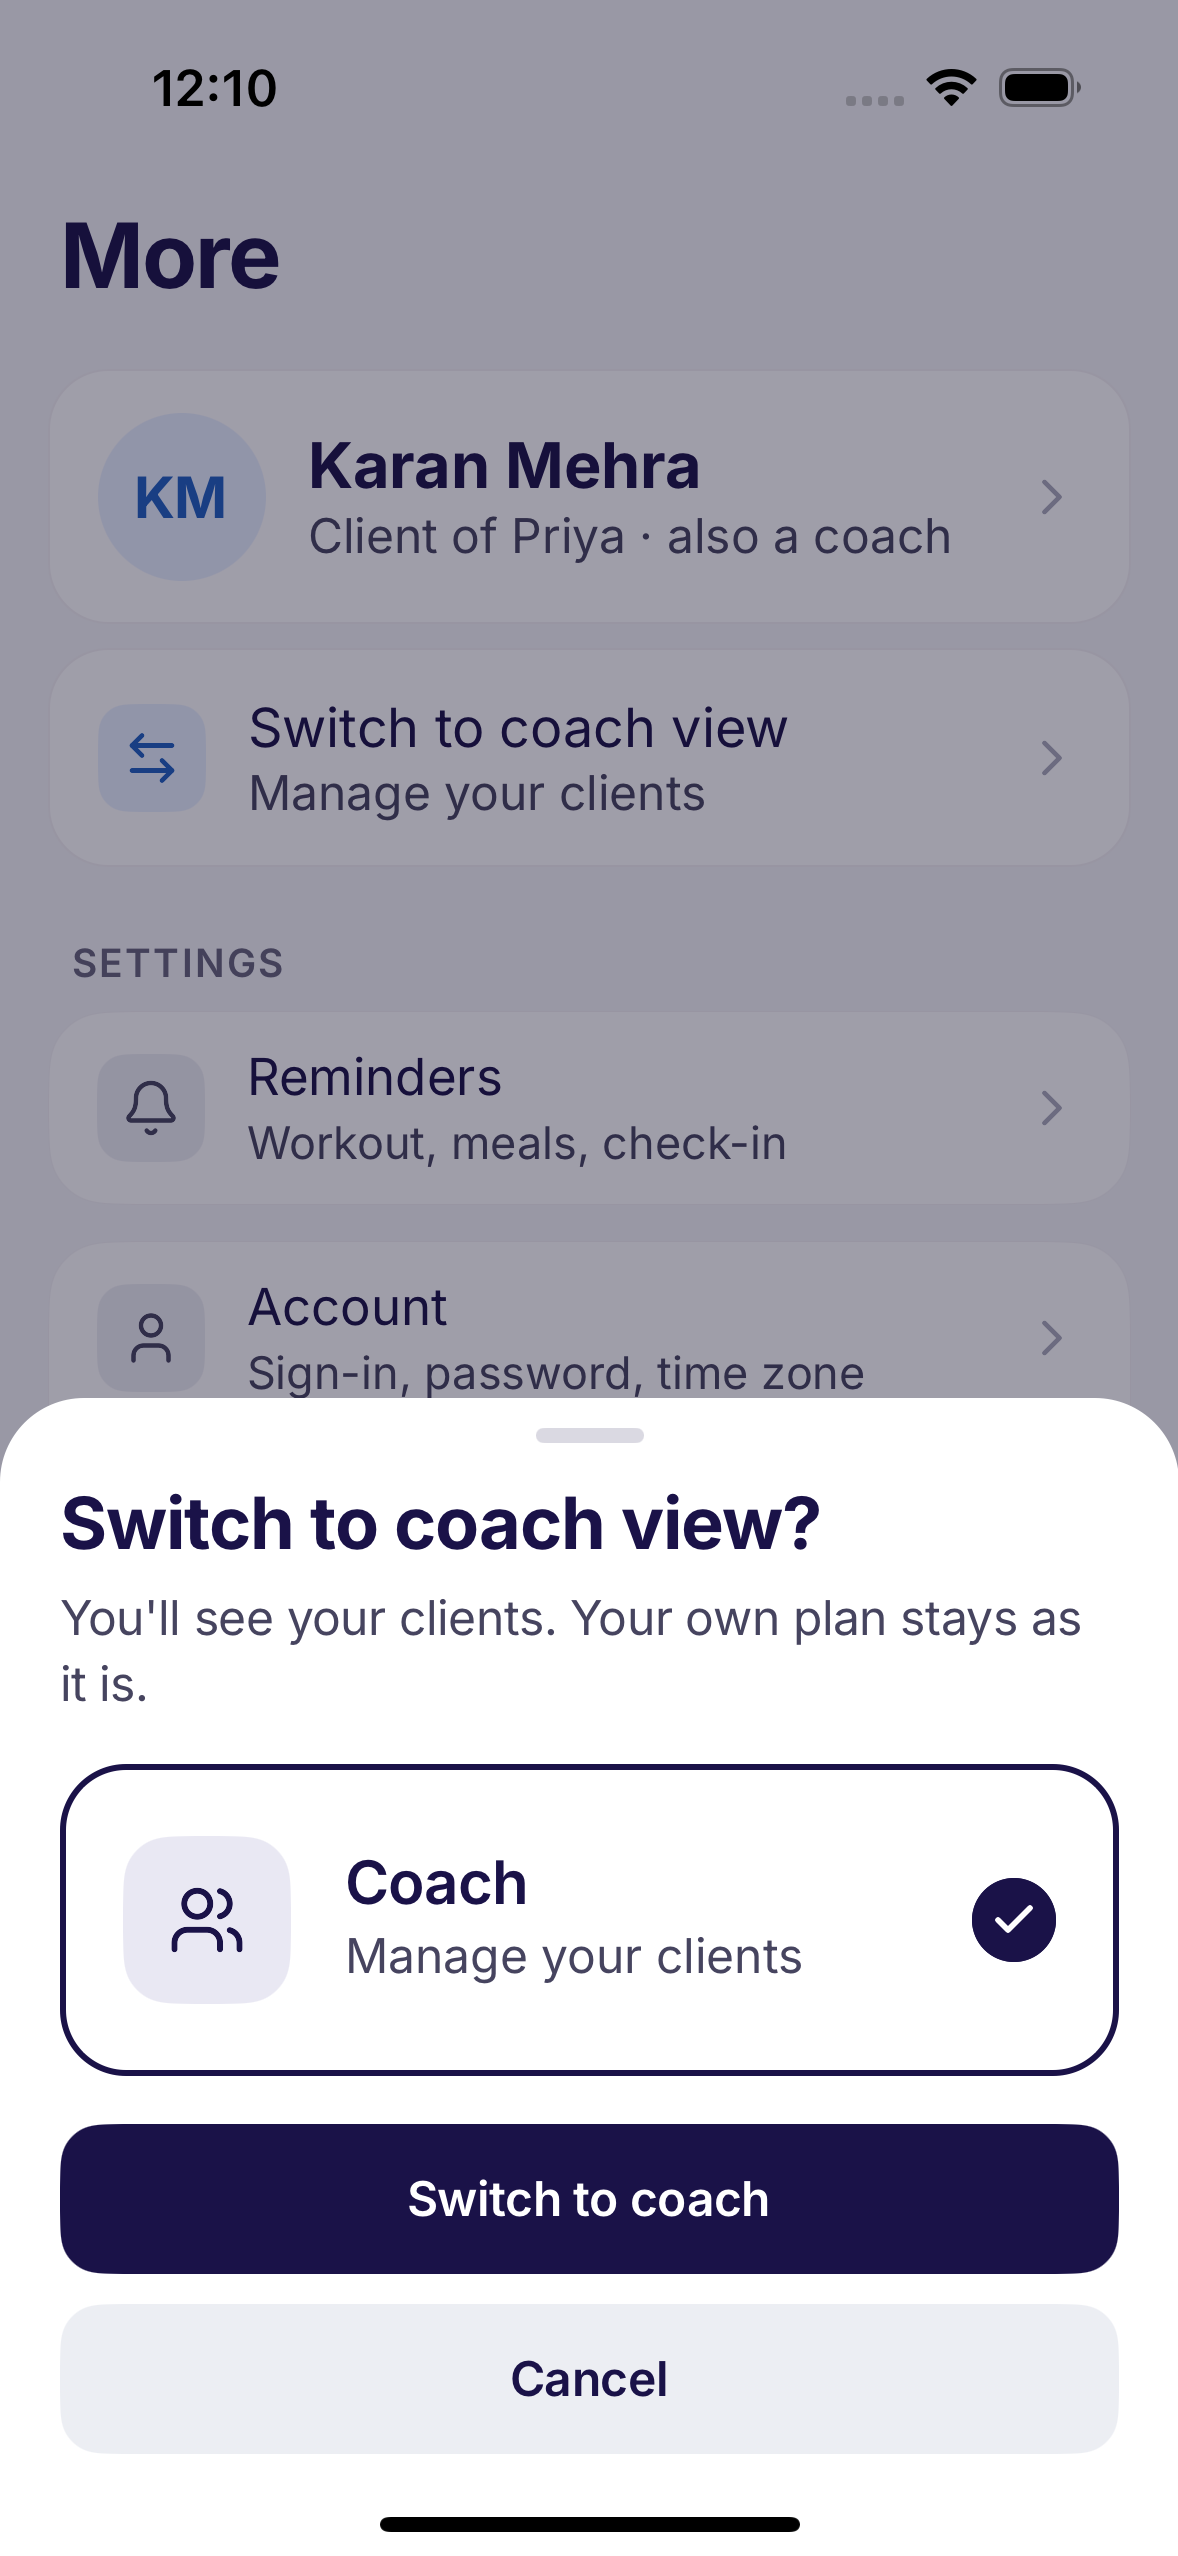 12:10
More
KM
Karan Mehra
Client of Priya · also a coach
Switch to coach view
Manage your clients
SETTINGS
Reminders
Workout, meals, check-in
Account
Sign-in, password, time zone
Switch to coach view?
You'll see your clients. Your own plan stays as
it is.
Coach
Manage your clients
Switch to coach
Cancel